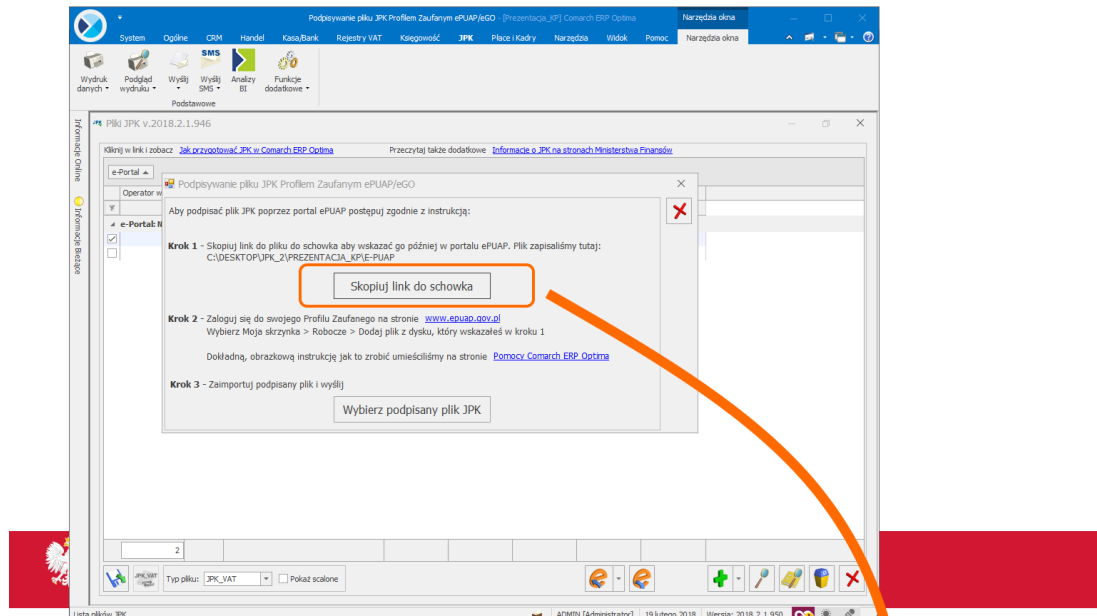 Podpisywanie pliku JPK Profilem Zaufanym ePUAP/eGO - [Prezentacja_KP] Comarch ERP Optima
Narzędzia okna
System Ogólne CRM Handel Kasa/Bank Rejestry VAT Księgowość JPK Płace i Kadry Narzędzia Widok Pomoc Narzędzia okna
SMS
Wydruk danych
Podgląd wydruku
Wyślij
Wyślij SMS
Analizy BI
Funkcje dodatkowe
Podstawowe
Informacje Online
Informacje Bieżące
Pliki JPK v.2018.2.1.946
Kliknij w link i zobacz Jak przygotować JPK w Comarch ERP Optima Przeczytaj także dodatkowe Informacje o JPK na stronach Ministerstwa Finansów
e-Portal
Operator w
e-Portal: N
Podpisywanie pliku JPK Profilem Zaufanym ePUAP/eGO
Aby podpisać plik JPK poprzez portal ePUAP postępuj zgodnie z instrukcją:
Krok 1 - Skopiuj link do pliku do schowka aby wskazać go później w portalu ePUAP. Plik zapisaliśmy tutaj:
C:\DESKTOP\JPK_2\PREZENTACJA_KP\E-PUAP
Skopiuj link do schowka
Krok 2 - Zaloguj się do swojego Profilu Zaufanego na stronie www.epuap.gov.pl
Wybierz Moja skrzynka > Robocze > Dodaj plik z dysku, który wskazałeś w kroku 1
Dokładną, obrazkową instrukcję jak to zrobić umieściliśmy na stronie Pomocy Comarch ERP Optima
Krok 3 - Zaimportuj podpisany plik i wyślij
Wybierz podpisany plik JPK
2
JPK_VAT
Typ pliku: JPK_VAT Pokaż scalone
Lista plików JPK ADMIN [Administrator] 19 lutego 2018 Wersja: 2018.2.1.950